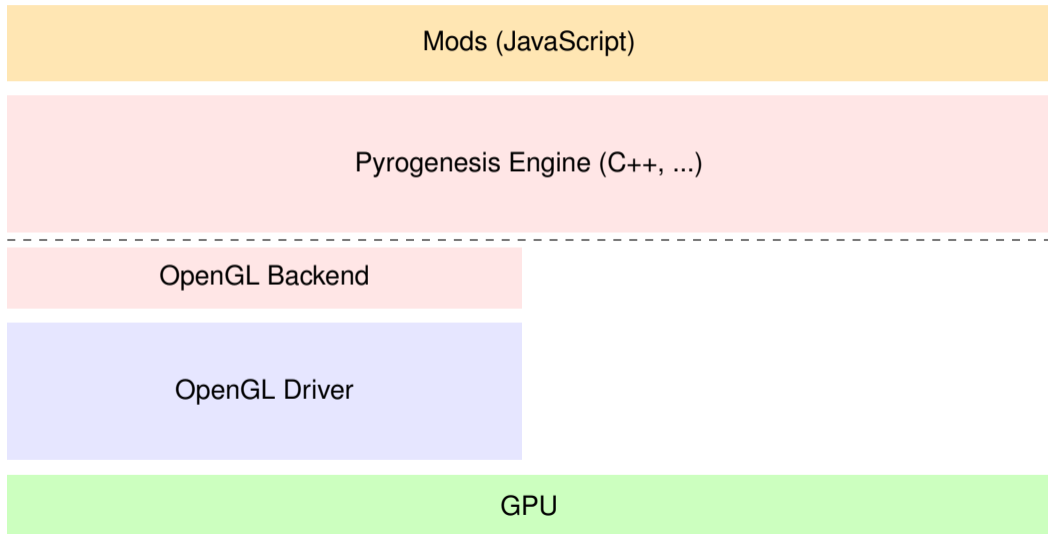 Mods (JavaScript)
Pyrogenesis Engine (C++, ...)
OpenGL Backend
OpenGL Driver
GPU